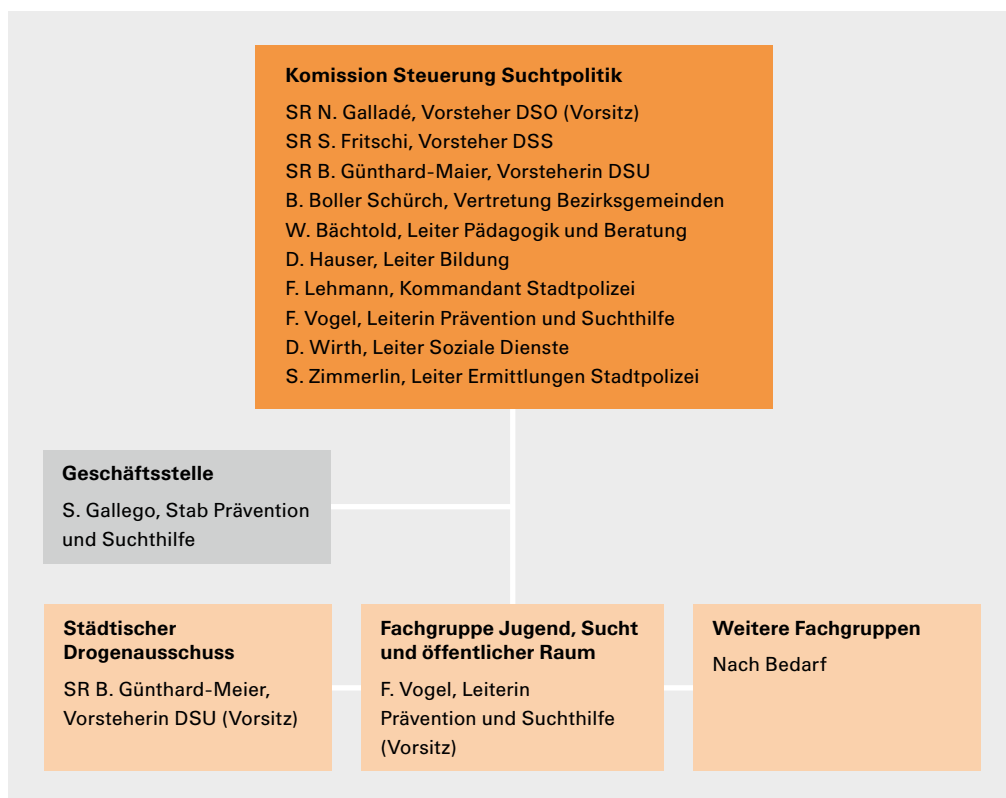 Komission Steuerung Suchtpolitik
SR N. Galladé, Vorsteher DSO (Vorsitz)
SR S. Fritschi, Vorsteher DSS
SR B. Günthard-Maier, Vorsteherin DSU
B. Boller Schürch, Vertretung Bezirksgemeinden
W. Bächtold, Leiter Pädagogik und Beratung
D. Hauser, Leiter Bildung
F. Lehmann, Kommandant Stadtpolizei
F. Vogel, Leiterin Prävention und Suchthilfe
D. Wirth, Leiter Soziale Dienste
S. Zimmerlin, Leiter Ermittlungen Stadtpolizei
Geschäftsstelle
S. Gallego, Stab Prävention
und Suchthilfe
Städtischer
Drogenausschuss
SR B. Günthard-Meier,
Vorsteherin DSU (Vorsitz)
Fachgruppe Jugend, Sucht
und öffentlicher Raum
F. Vogel, Leiterin
Prävention und Suchthilfe
(Vorsitz)
Weitere Fachgruppen
Nach Bedarf